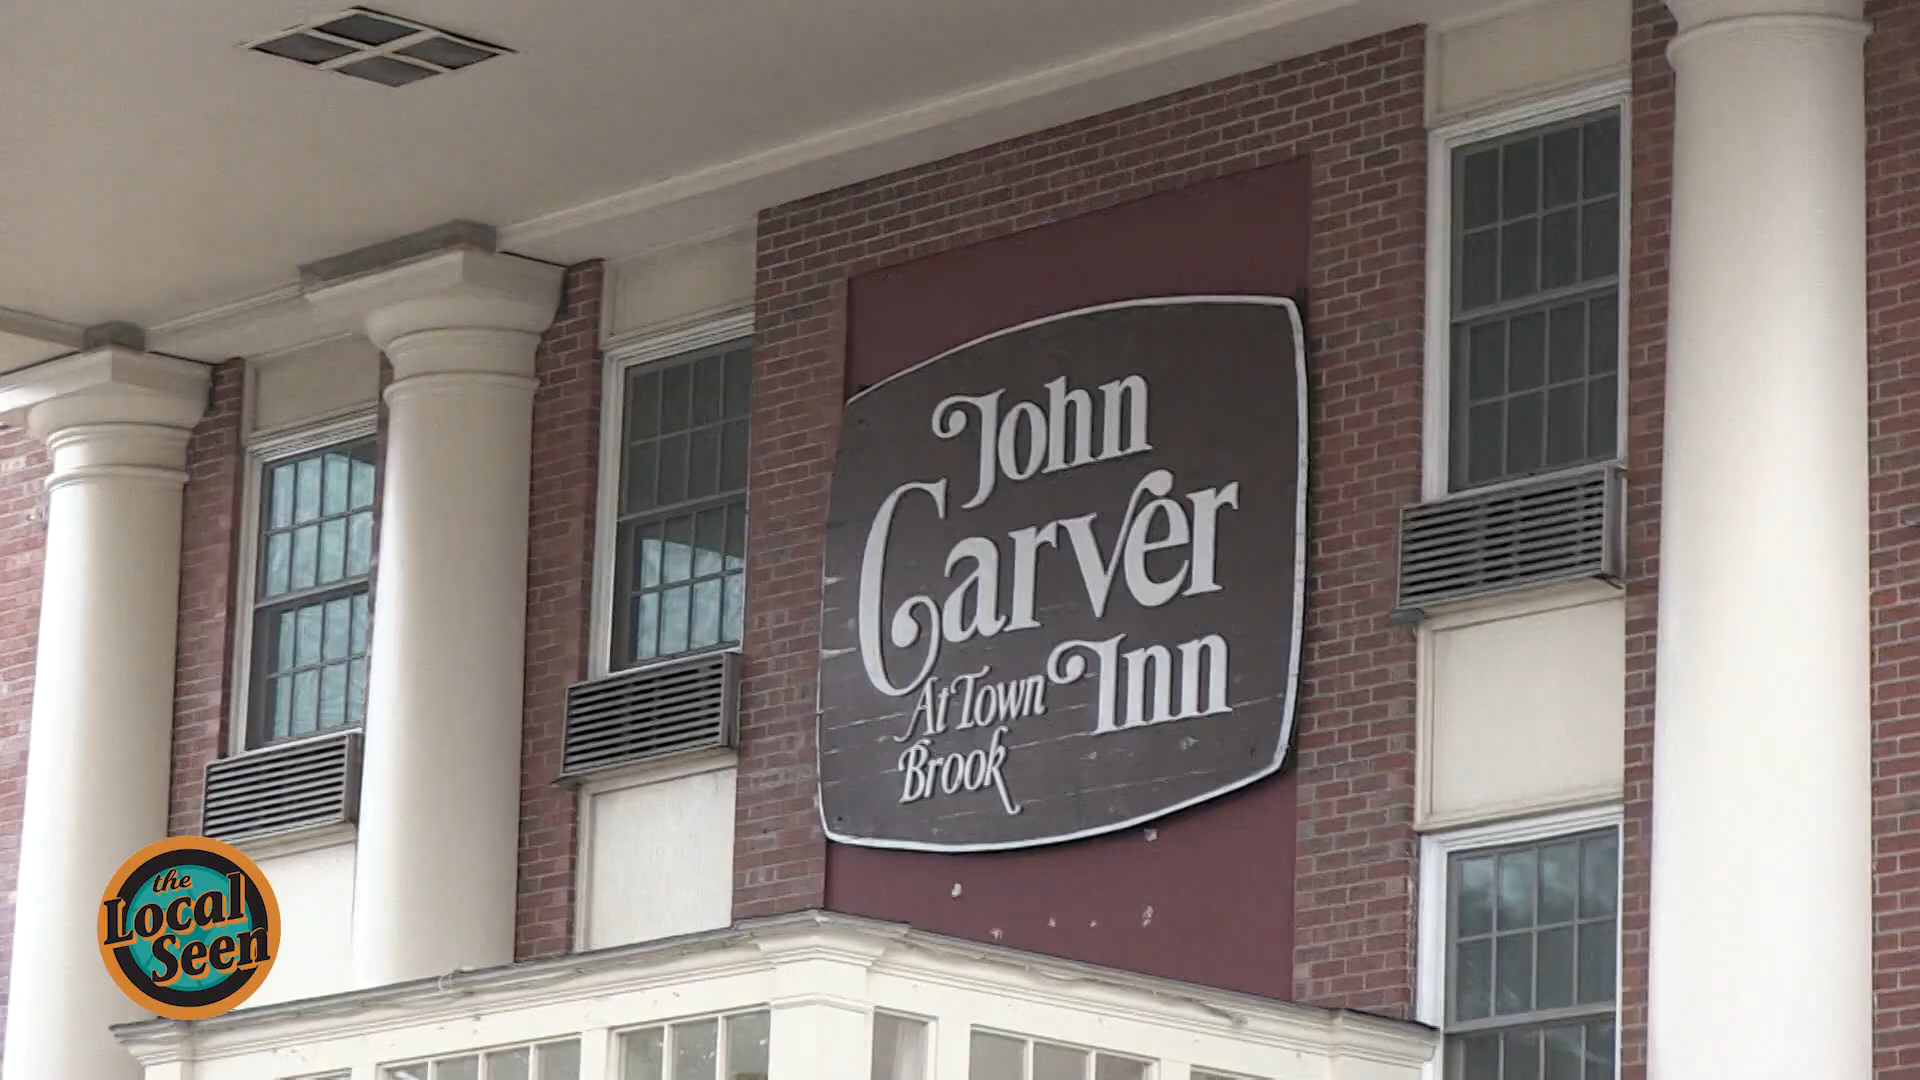 John
Carver
Inn
At Town
Brook
the
Local
Seen